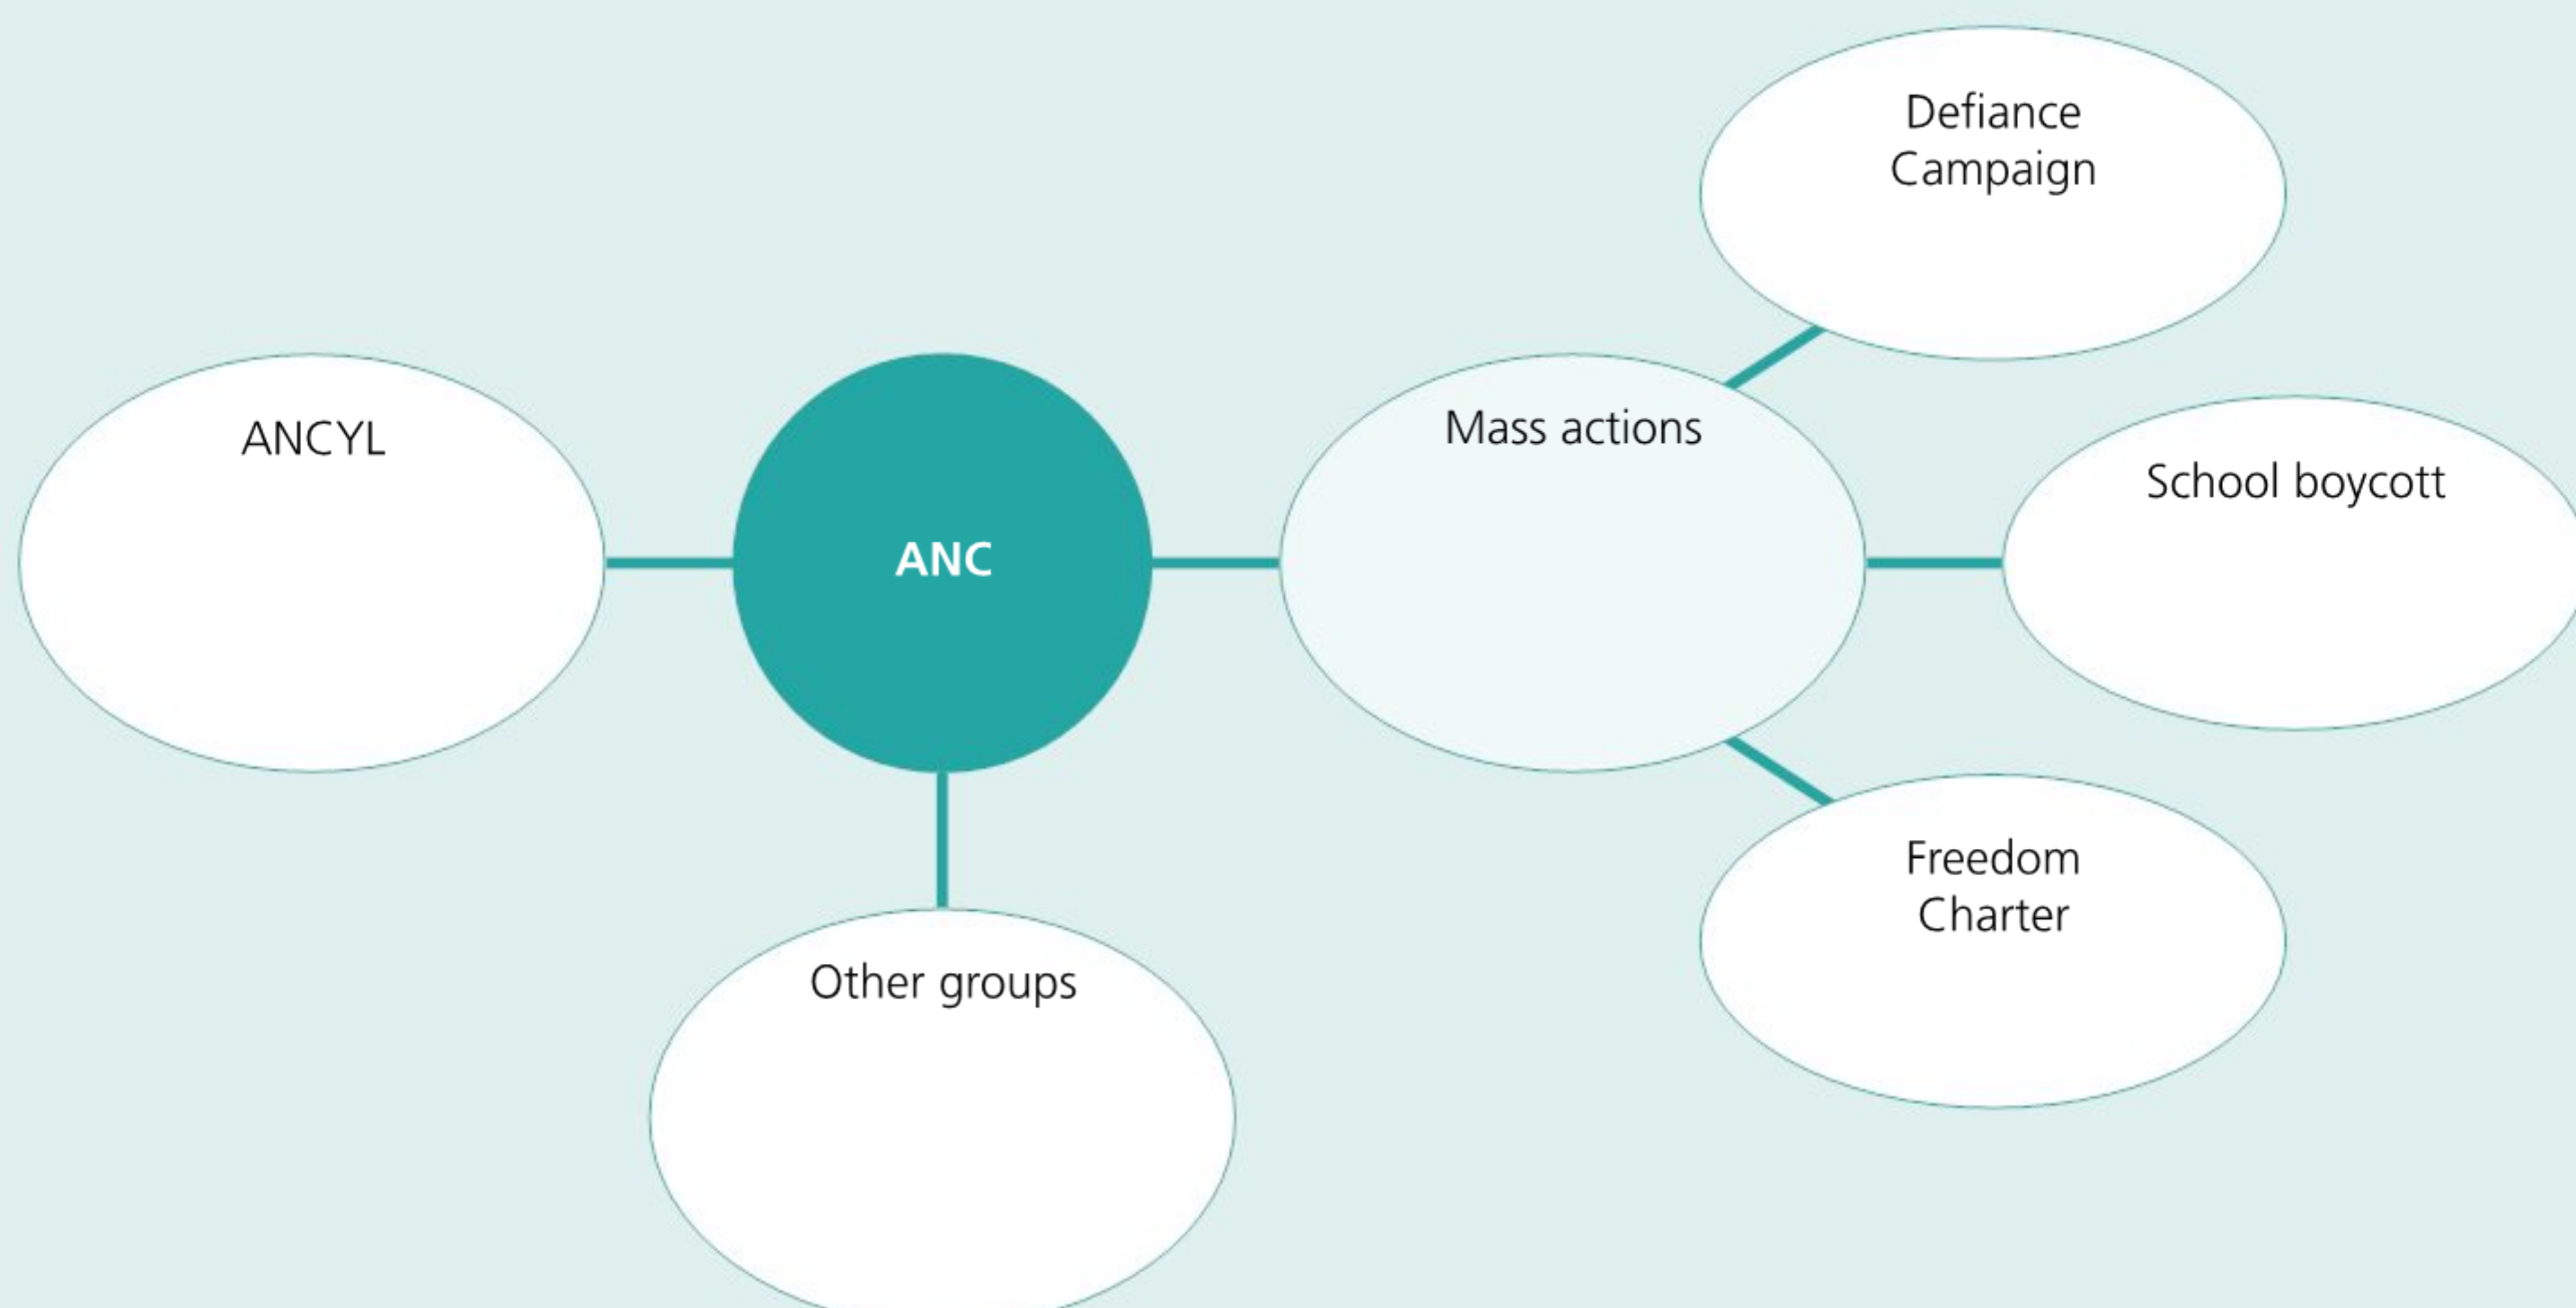 Defiance
Campaign
ANCYL
Mass actions
School boycott
ANC
Freedom
Charter
Other groups